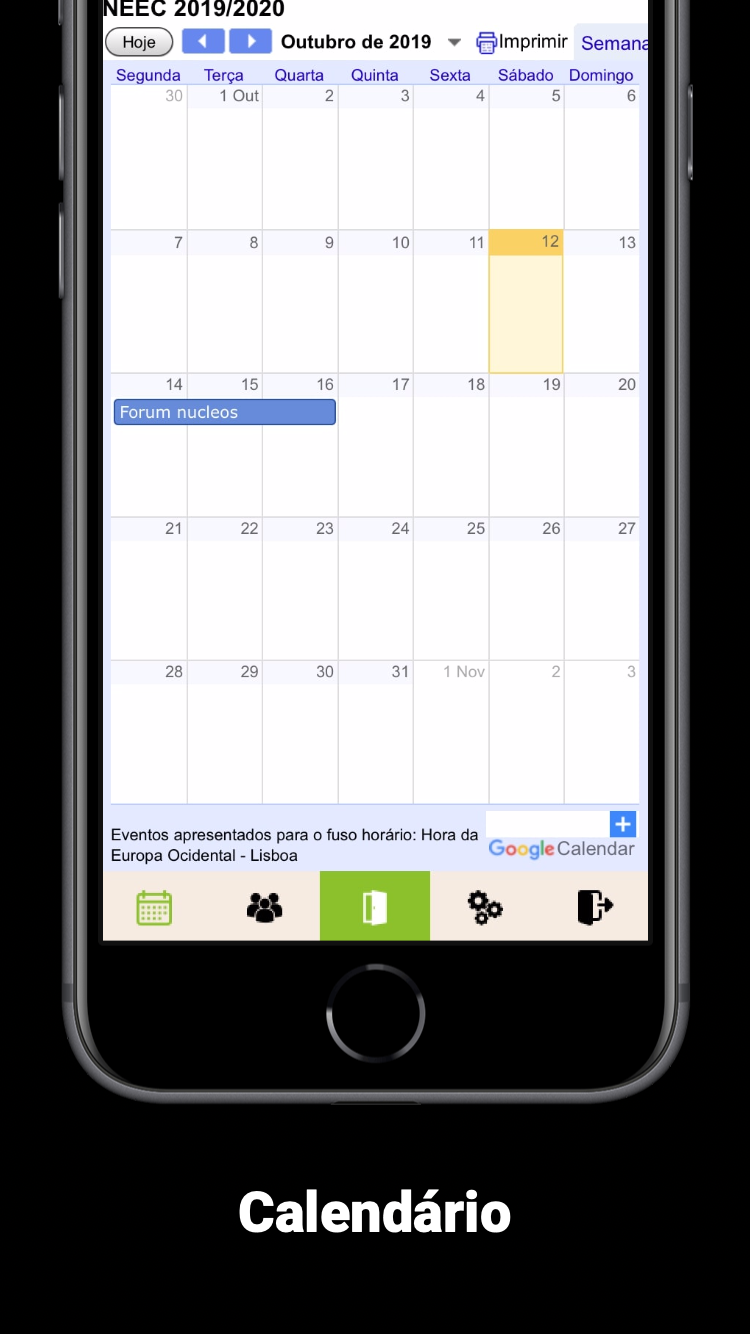 NEEC 2019/2020
Hoje Outubro de 2019 Imprimir Semana
Segunda Terça Quarta Quinta Sexta Sábado Domingo
30 1 Out 2 3 4 5 6
7 8 9 10 11 12 13
14 15 16 17 18 19 20
Forum nucleos
21 22 23 24 25 26 27
28 29 30 31 1 Nov 2 3
Eventos apresentados para o fuso horário: Hora da
Europa Ocidental - Lisboa
+
Google Calendar
Calendário